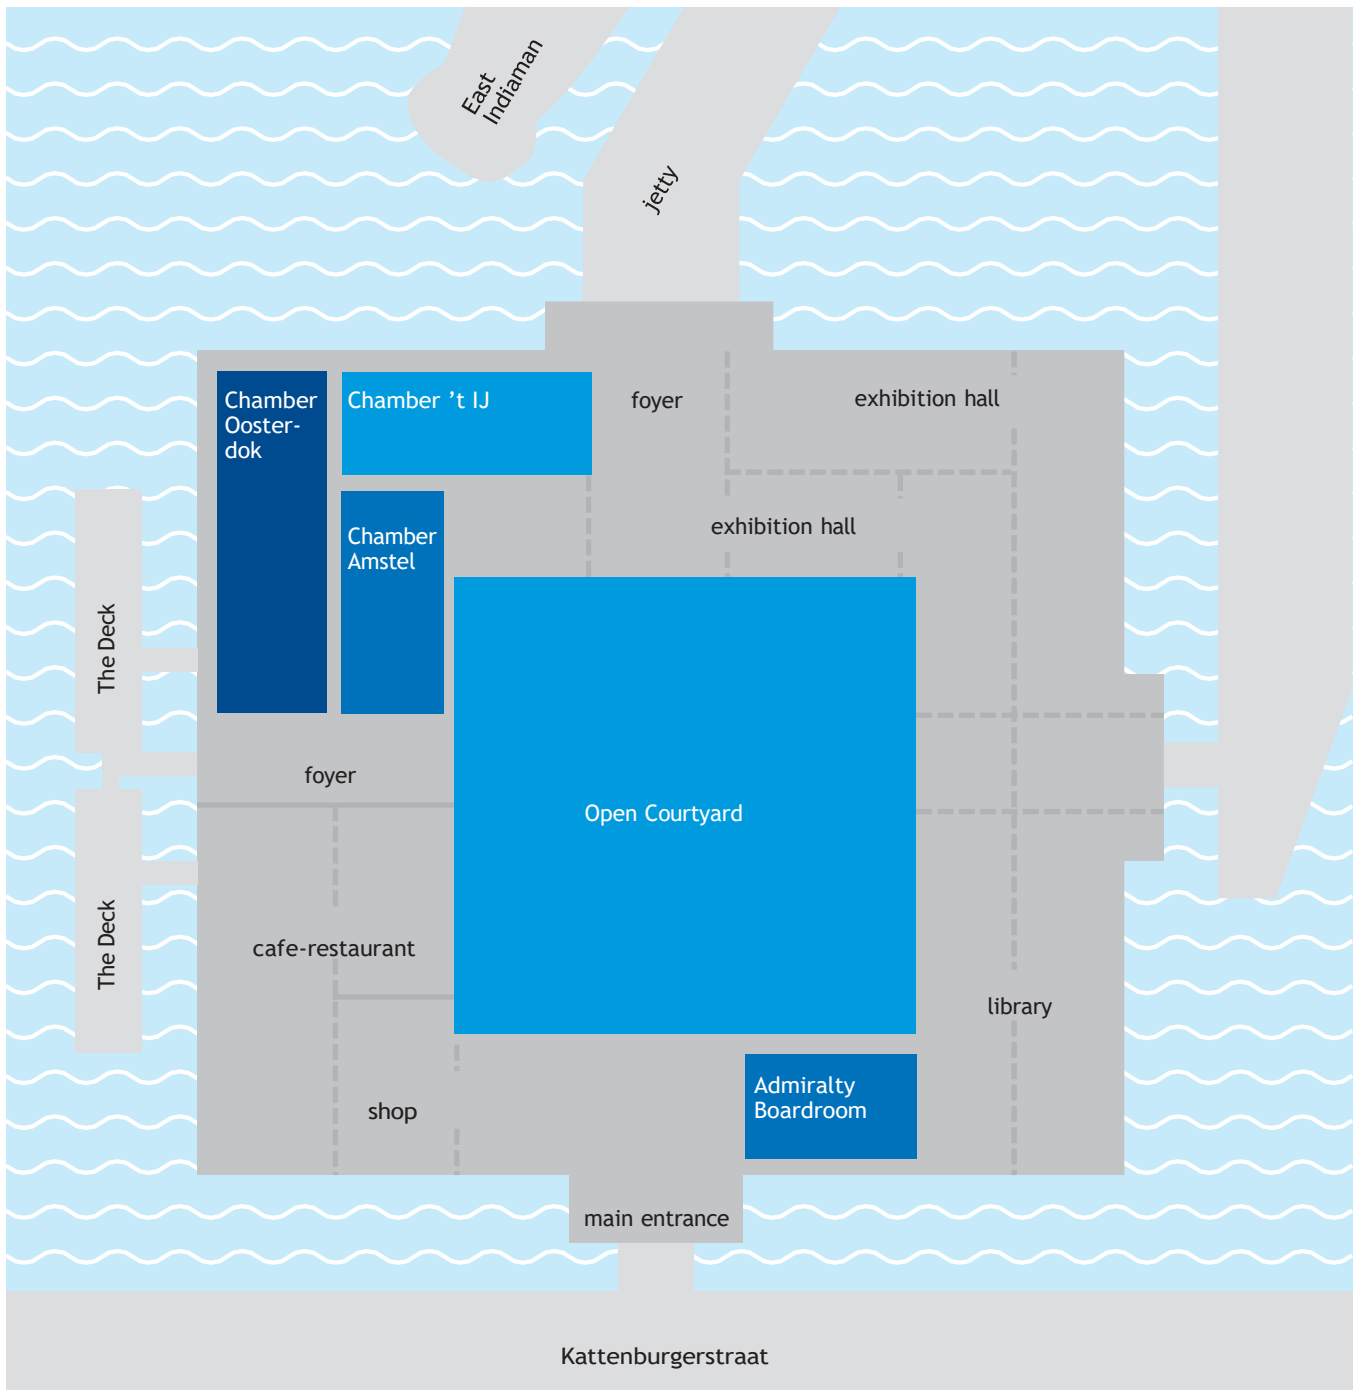 East
Indiaman
jetty
Chamber
Ooster-
dok
Chamber ’t IJ
foyer
exhibition hall
Chamber
Amstel
exhibition hall
The Deck
foyer
Open Courtyard
The Deck
cafe-restaurant
library
shop
Admiralty
Boardroom
main entrance
Kattenburgerstraat